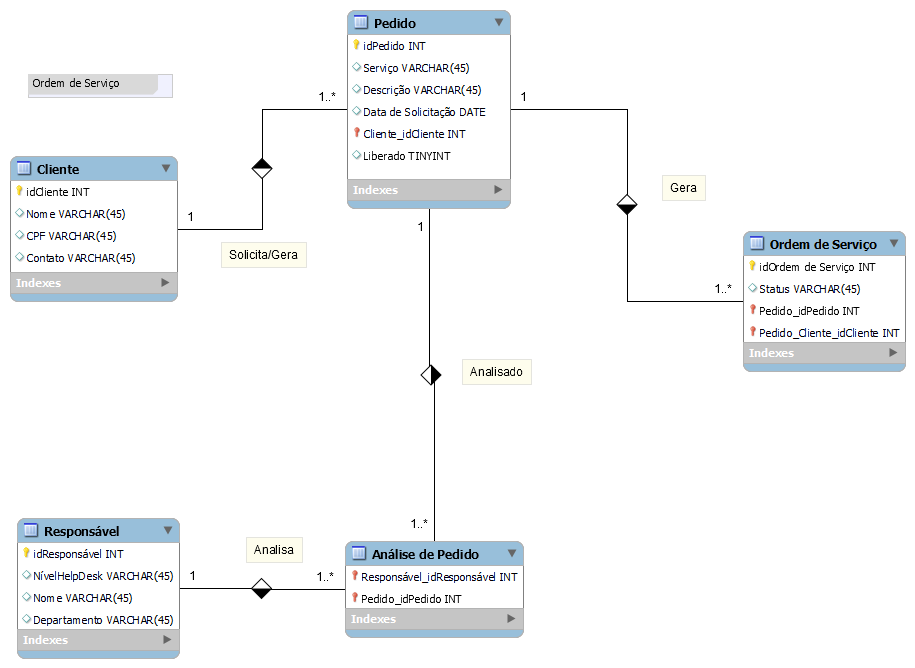 Ordem de Serviço
Pedido
idPedido INT
Serviço VARCHAR(45)
Descrição VARCHAR(45)
Data de Solicitação DATE
Cliente_idCliente INT
Liberado TINYINT
Indexes
1..*
1
1
Cliente
idCliente INT
Nome VARCHAR(45)
CPF VARCHAR(45)
Contato VARCHAR(45)
Indexes
1
Solicita/Gera
Gera
Ordem de Serviço
idOrdem de Serviço INT
Status VARCHAR(45)
Pedido_idPedido INT
Pedido_Cliente_idCliente INT
Indexes
1..*
Analisado
1..*
Responsável
idResponsável INT
NívelHelpDesk VARCHAR(45)
Nome VARCHAR(45)
Departamento VARCHAR(45)
Indexes
1
Analisa
1..*
Análise de Pedido
Responsável_idResponsável INT
Pedido_idPedido INT
Indexes